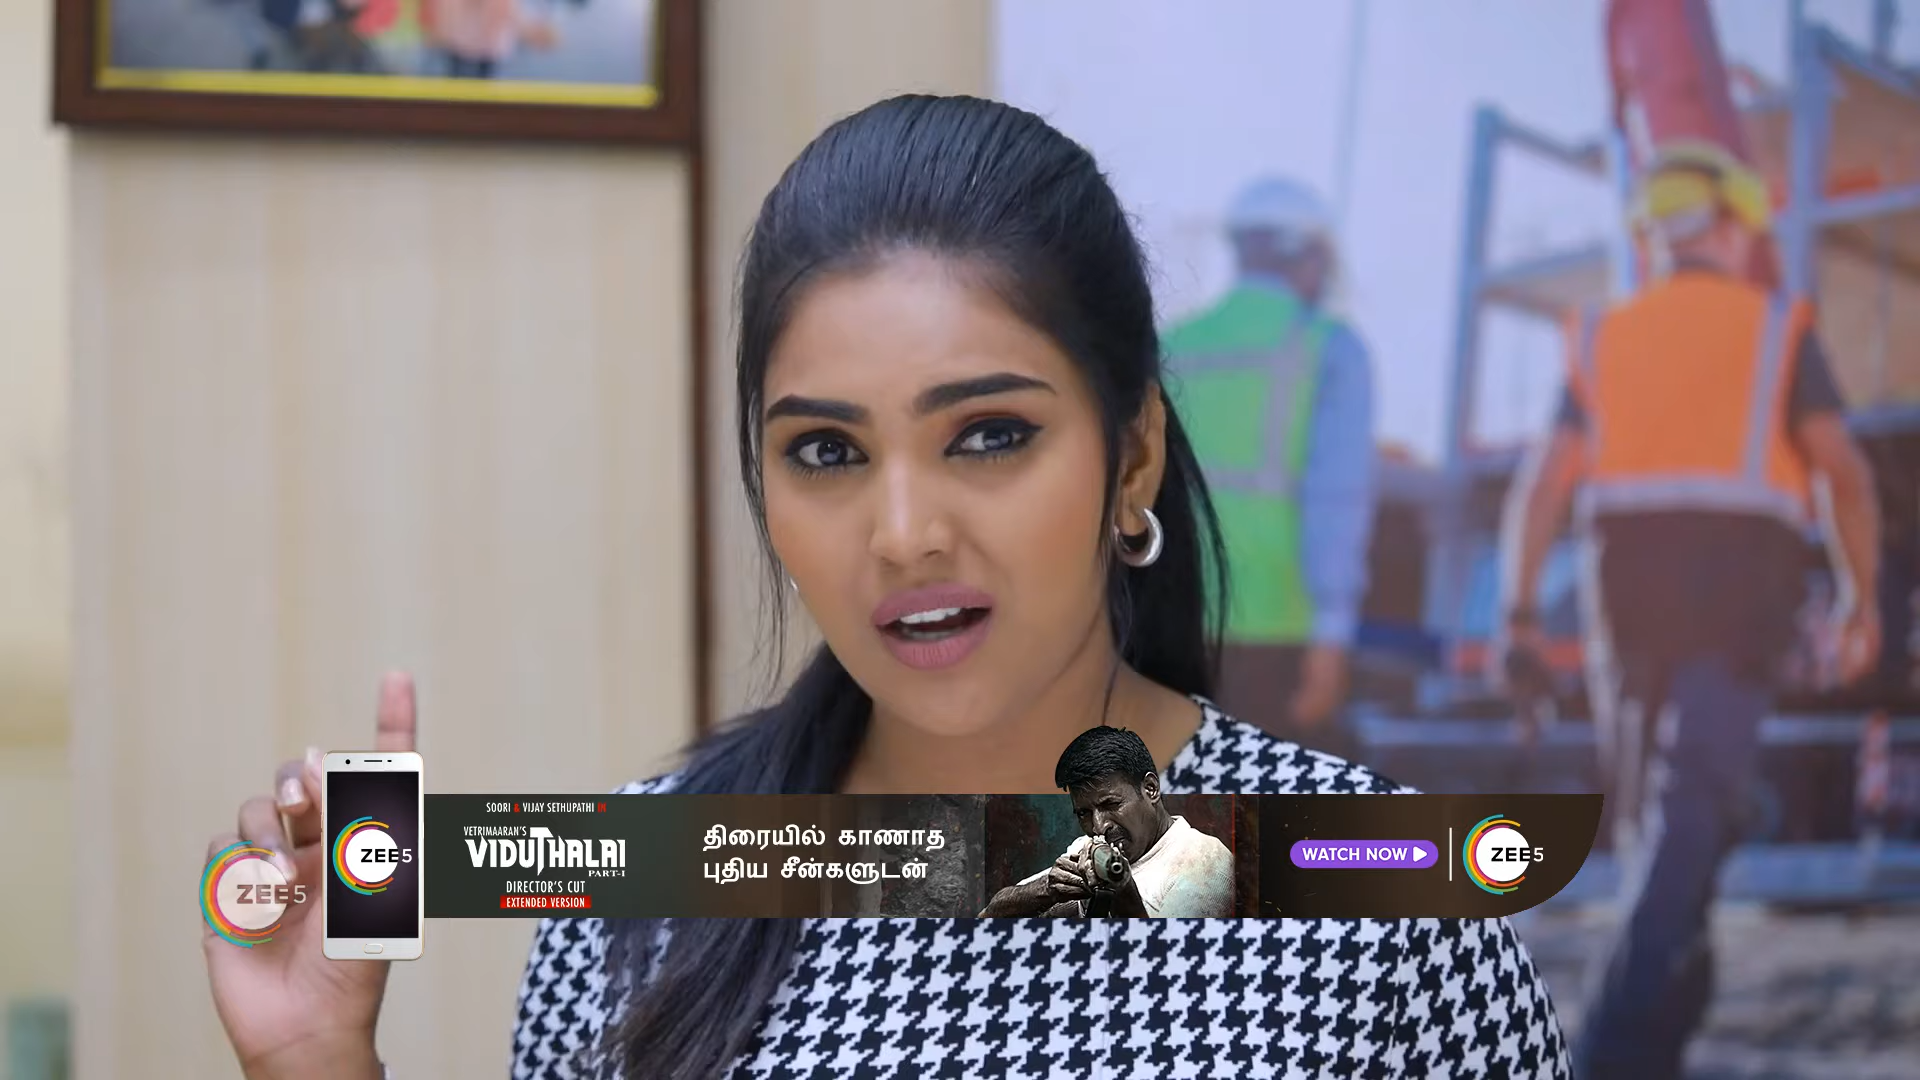 SOORI & VIJAY SETHUPATHI IN
VETRIMAARAN'S
VIDUTHALAI
PART-I
DIRECTOR'S CUT
EXTENDED VERSION
திரையில் காணாத
புதிய சீன்களுடன்
WATCH NOW
ZEE5
ZEE5
ZEE5